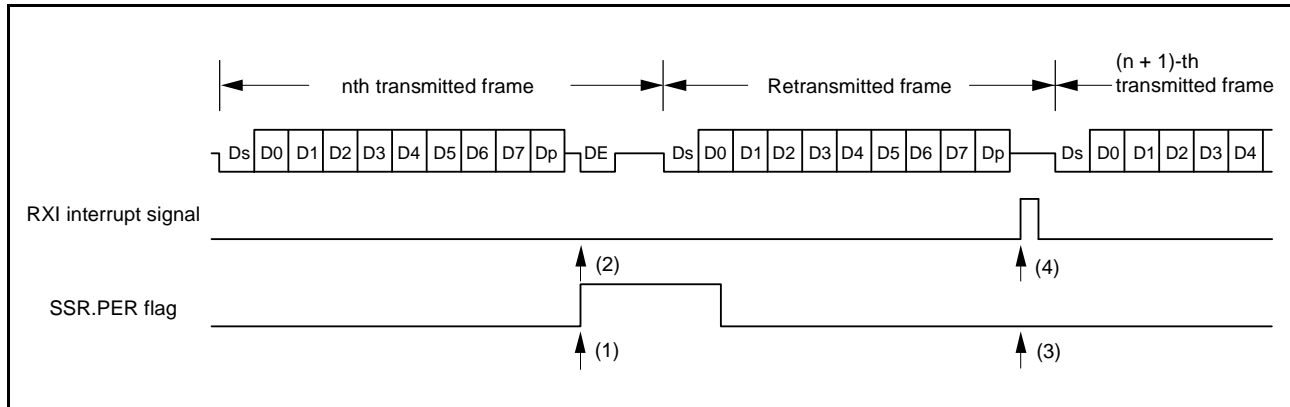 (n + 1)-th
nth transmitted frame
Retransmitted frame
transmitted frame
Ds D0 D1 D2 D3 D4 D5 D6 D7 Dp DE Ds D0 D1 D2 D3 D4 D5 D6 D7 Dp Ds D0 D1 D2 D3 D4
RXI interrupt signal
(2)
(4)
SSR.PER flag
(1)
(3)